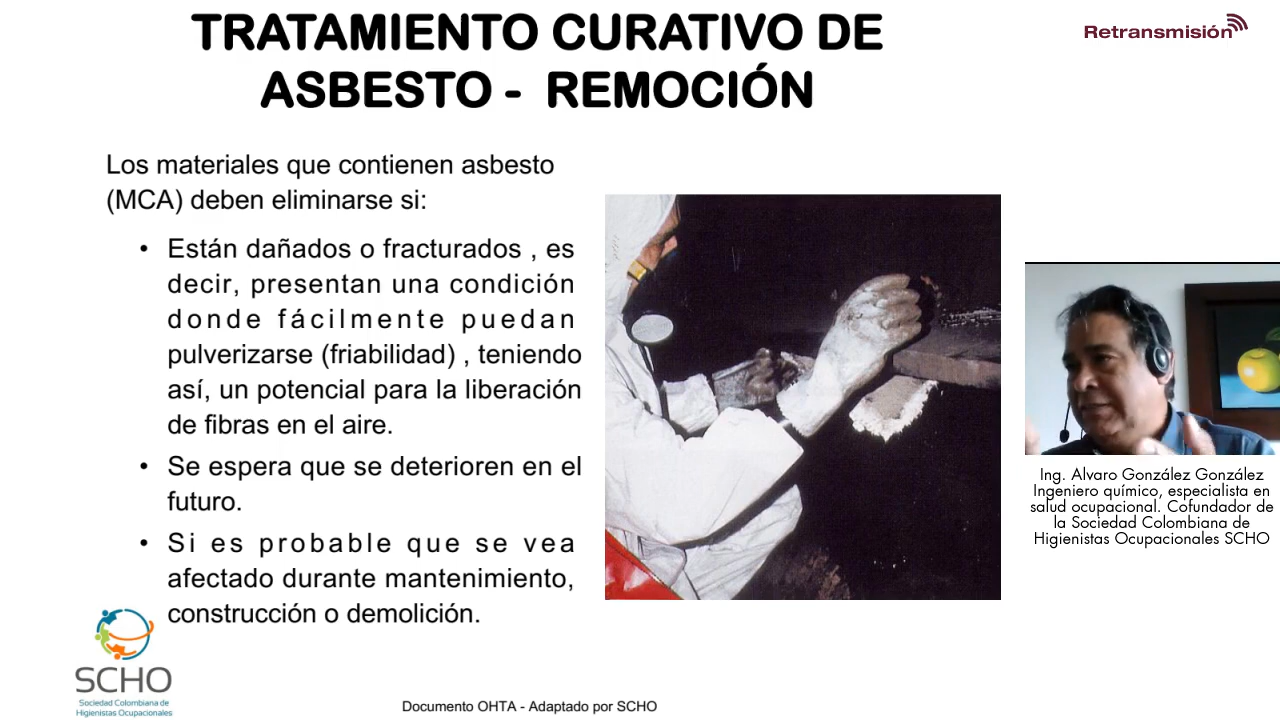 TRATAMIENTO CURATIVO DE
ASBESTO - REMOCIÓN
Retransmisión
Los materiales que contienen asbesto
(MCA) deben eliminarse si:
• Están dañados o fracturados , es
decir, presentan una condición
donde fácilmente puedan
pulverizarse (friabilidad) , teniendo
así, un potencial para la liberación
de fibras en el aire.
• Se espera que se deterioren en el
futuro.
• Si es probable que se vea
afectado durante mantenimiento,
construcción o demolición.
Ing. Alvaro González González
Ingeniero químico, especialista en
salud ocupacional. Cofundador de
la Sociedad Colombiana de
Higienistas Ocupacionales SCHO
SCHO
Sociedad Colombiana de
Higienistas Ocupacionales
Documento OHTA - Adaptado por SCHO